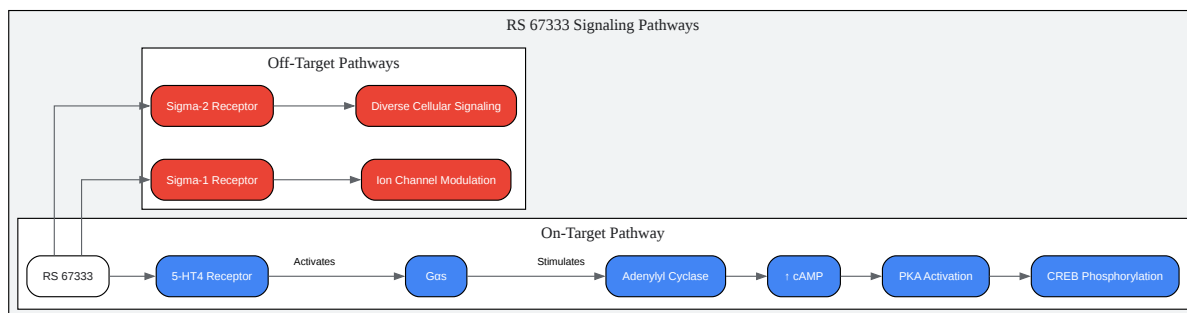 RS 67333 Signaling Pathways
Off-Target Pathways
Sigma-2 Receptor
Diverse Cellular Signaling
Sigma-1 Receptor
Ion Channel Modulation
On-Target Pathway
RS 67333
5-HT4 Receptor
Activates
Gαs
Stimulates
Adenylyl Cyclase
↑ cAMP
PKA Activation
CREB Phosphorylation